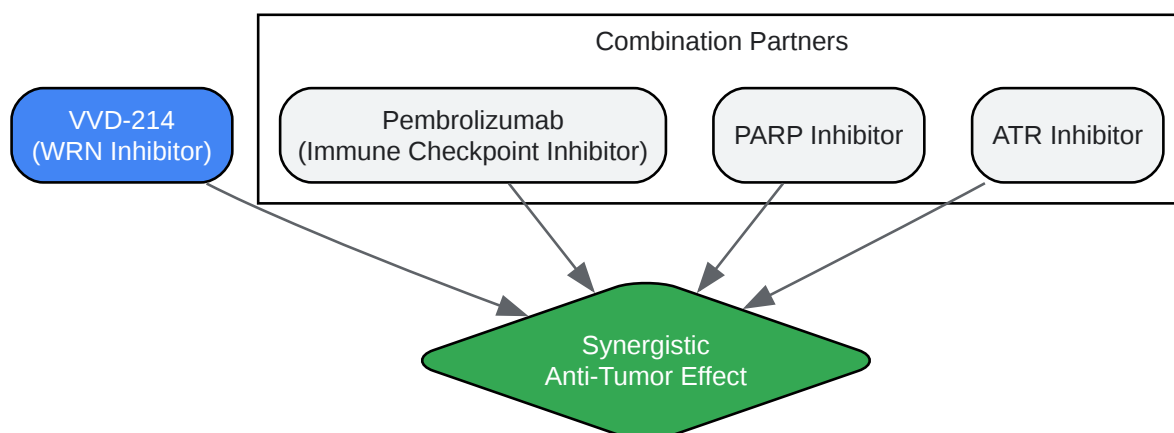 Combination Partners
VVD-214
(WRN Inhibitor)
Pembrolizumab
(Immune Checkpoint Inhibitor)
PARP Inhibitor
ATR Inhibitor
Synergistic
Anti-Tumor Effect